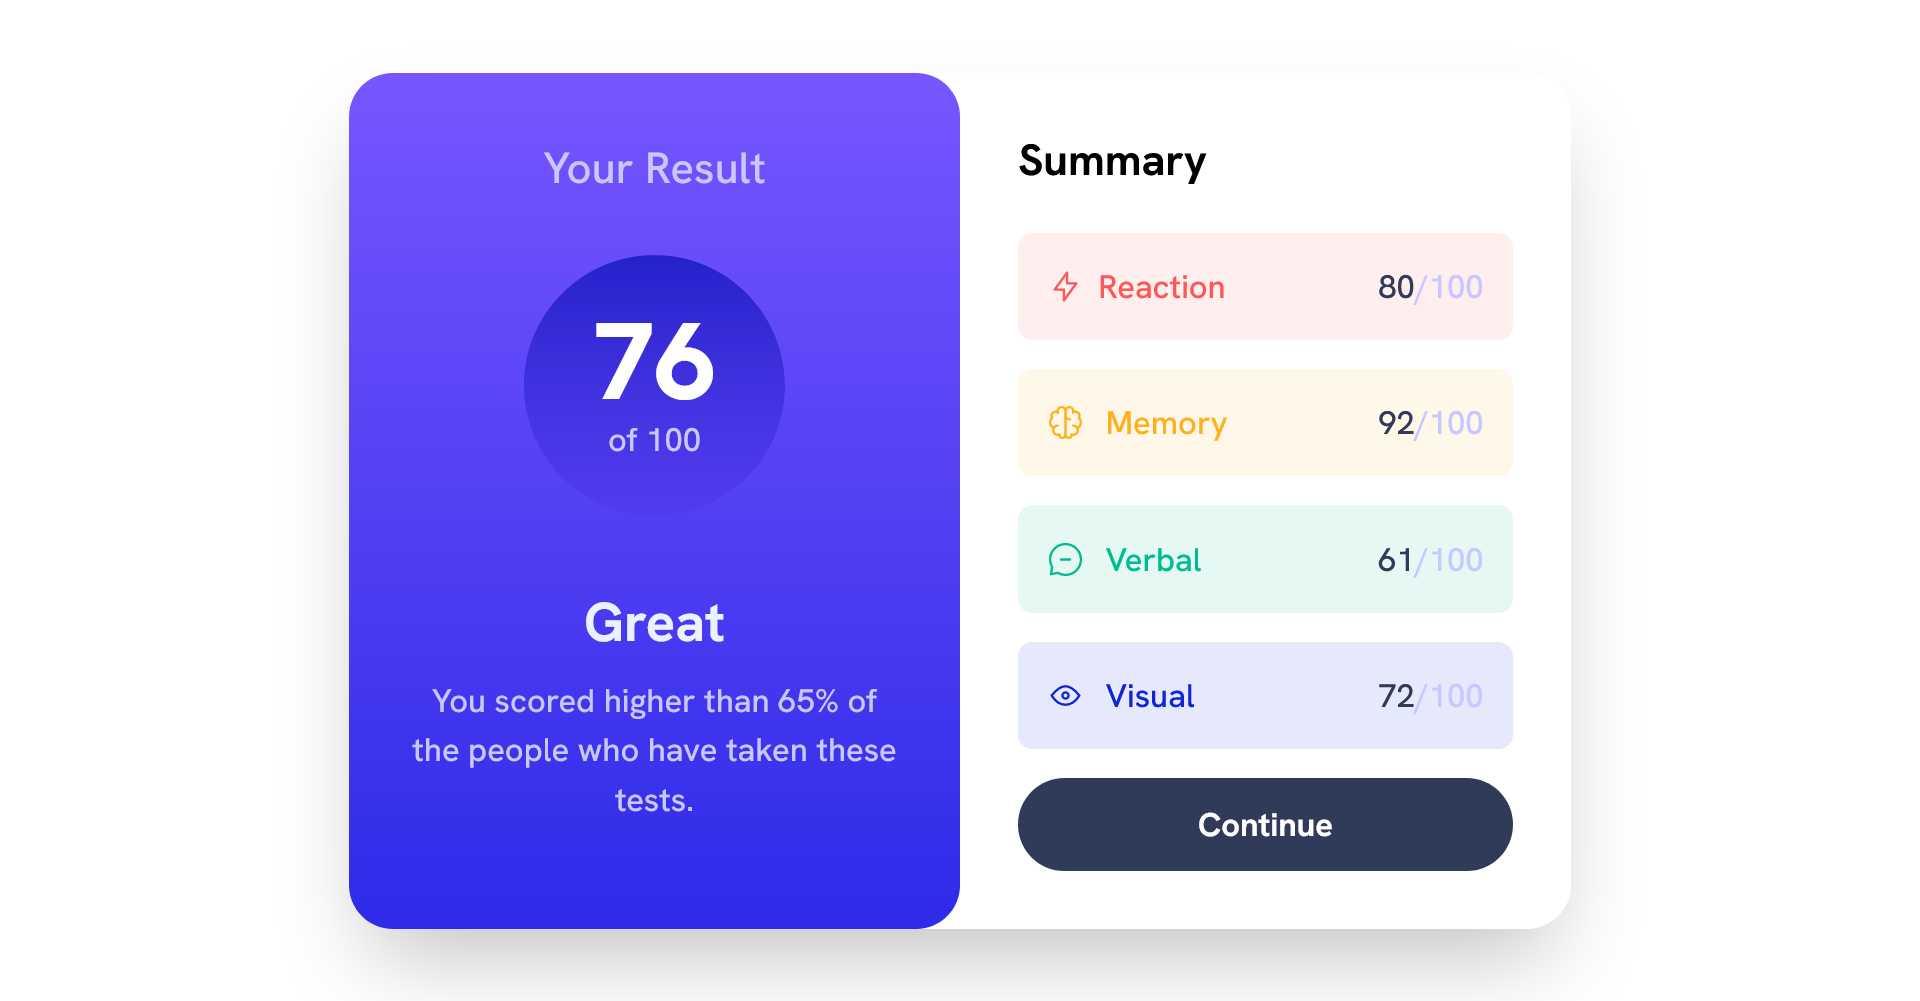 Your Result
76
of 100
Great
You scored higher than 65% of
the people who have taken these
tests.
Summary
Reaction 80/100
Memory 92/100
Verbal 61/100
Visual 72/100
Continue